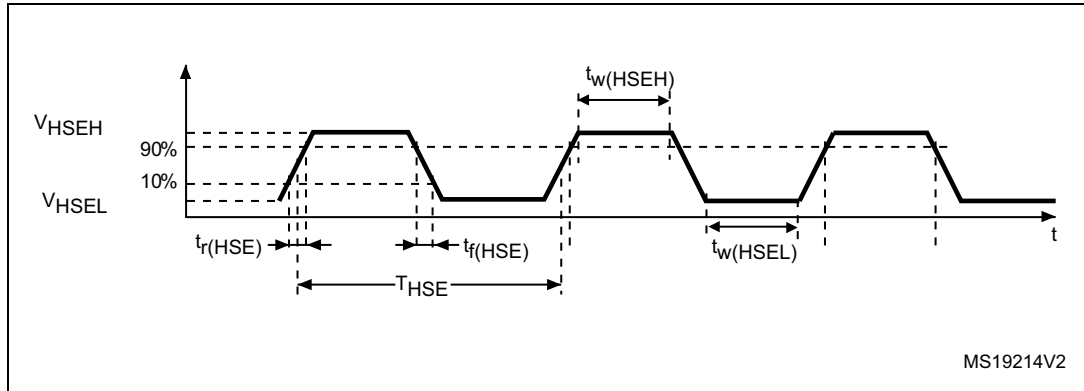 tw(HSEH)
VHSEH
90%
10%
VHSEL
tr(HSE)
tf(HSE)
tw(HSEL)
t
THSE
MS19214V2